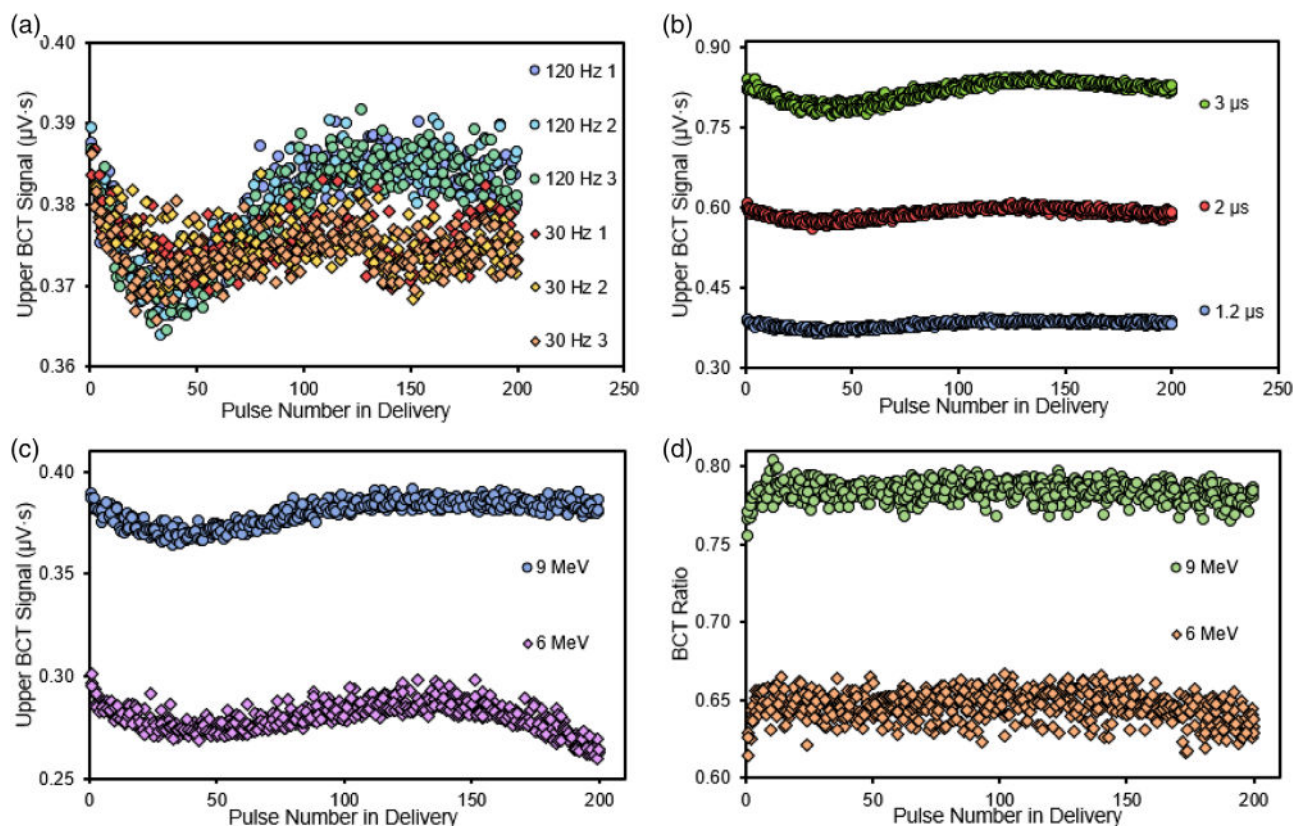 (a)
0.40
0.39
0.38
0.37
0.36
Upper BCT Signal (µV·s)
0
50
100
150
200
250
Pulse Number in Delivery
120 Hz 1
120 Hz 2
120 Hz 3
30 Hz 1
30 Hz 2
30 Hz 3
(b)
0.90
0.75
0.60
0.45
0.30
Upper BCT Signal (µV·s)
0
50
100
150
200
250
Pulse Number in Delivery
3 µs
2 µs
1.2 µs
(c)
0.40
0.35
0.30
0.25
Upper BCT Signal (µV·s)
0
50
100
150
200
Pulse Number in Delivery
9 MeV
6 MeV
(d)
0.80
0.75
0.70
0.65
0.60
BCT Ratio
0
50
100
150
200
Pulse Number in Delivery
9 MeV
6 MeV